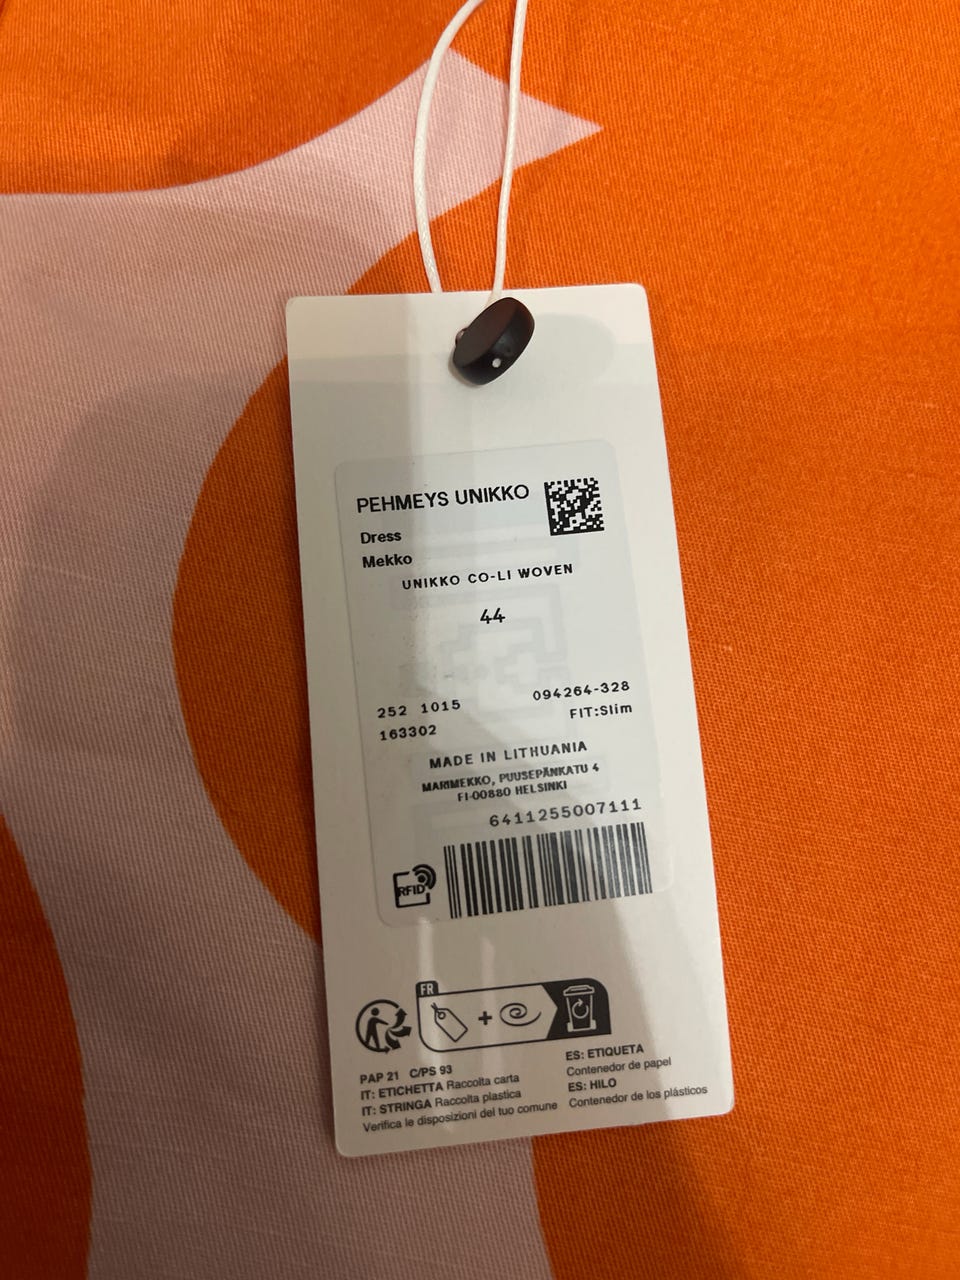 PEHMEYS UNIKKO
Dress
Mekko
UNIKKO CO-LI WOVEN
44
252 1015 094264-328
163302 FIT:Slim
MADE IN LITHUANIA
MARIMEKKO, PUUSEPÄNKATU 4
FI-00880 HELSINKI
6411255007111
RFID
FR
PAP 21 C/PS 93
IT: ETICHETTA Raccolta carta
IT: STRINGA Raccolta plastica
Verifica le disposizioni del tuo comune
ES: ETIQUETA
Contenedor de papel
ES: HILO
Contenedor de los plásticos